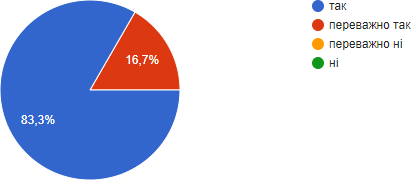 так
переважно так
переважно ні
ні
16,7%
83,3%